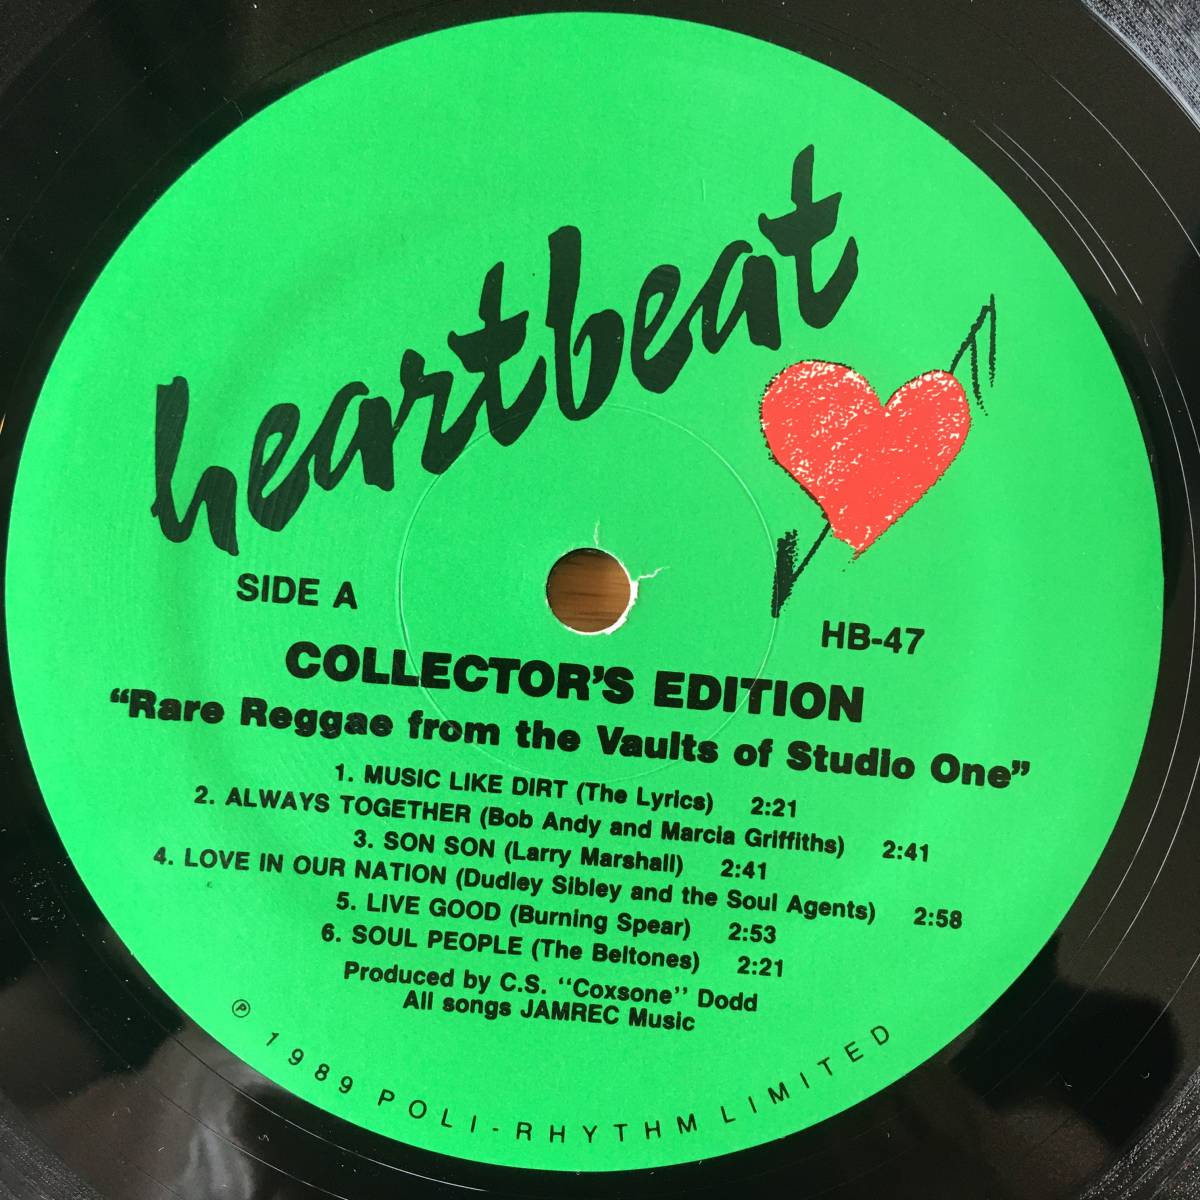 heartbeat
SIDE A
HB-47
COLLECTOR'S EDITION
"Rare Reggae from the Vaults of Studio One"
1. MUSIC LIKE DIRT (The Lyrics) 2:21
2. ALWAYS TOGETHER (Bob Andy and Marcia Griffiths) 2:41
3. SON SON (Larry Marshall) 2:41
4. LOVE IN OUR NATION (Dudley Sibley and the Soul Agents) 2:58
5. LIVE GOOD (Burning Spear) 2:53
6. SOUL PEOPLE (The Beltones) 2:21
Produced by C.S. "Coxsone" Dodd
All songs JAMREC Music
℗ 1989 POLI-RHYTHM LIMITED